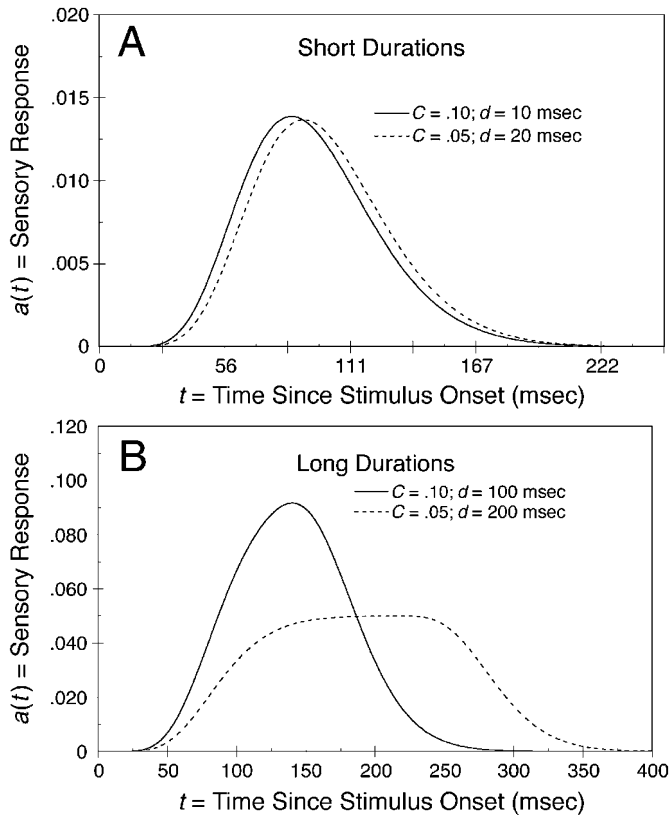 A
Short Durations
C = .10; d = 10 msec
C = .05; d = 20 msec
.020
.015
.010
.005
0
a(t) = Sensory Response
0 56 111 167 222
t = Time Since Stimulus Onset (msec)
B
Long Durations
C = .10; d = 100 msec
C = .05; d = 200 msec
.120
.100
.080
.060
.040
.020
0
a(t) = Sensory Response
0 50 100 150 200 250 300 350 400
t = Time Since Stimulus Onset (msec)